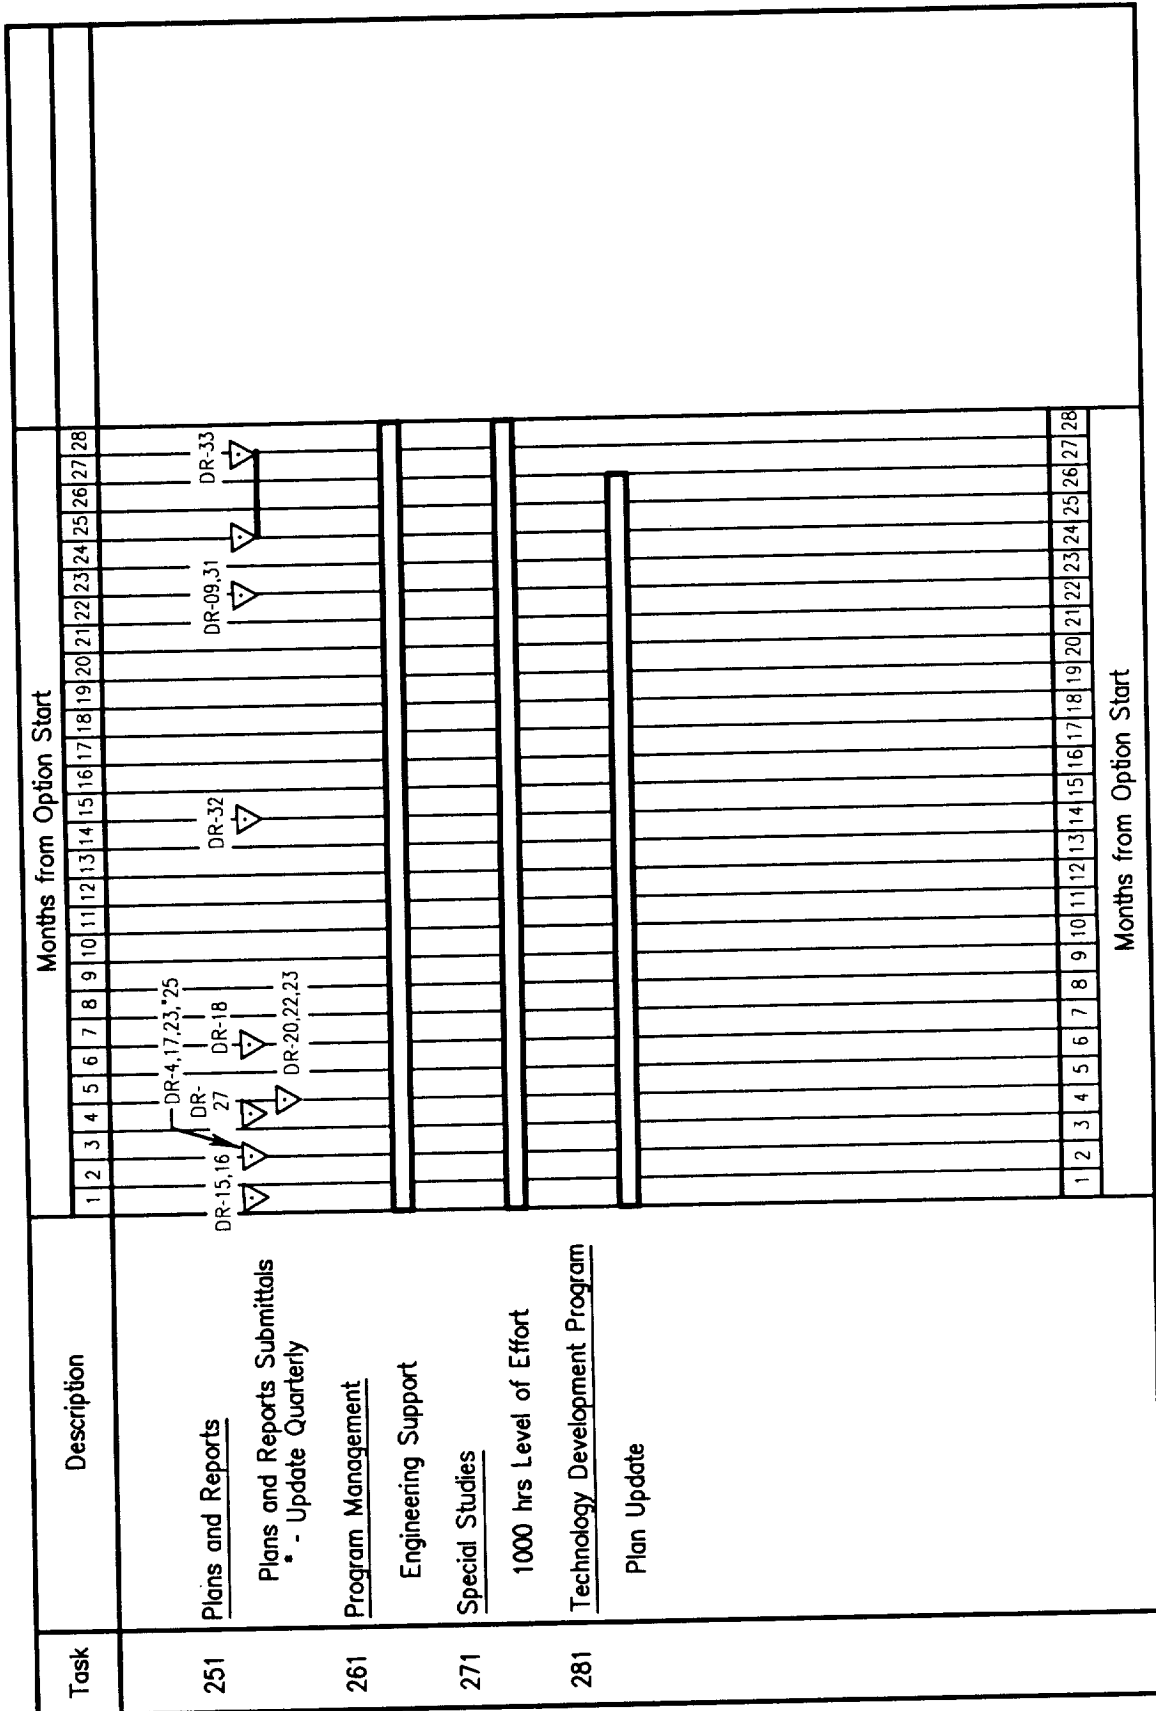 Task
Description
Months from Option Start
1 2 3 4 5 6 7 8 9 10 11 12 13 14 15 16 17 18 19 20 21 22 23 24 25 26 27 28
251
Plans and Reports
Plans and Reports Submittals
* - Update Quarterly
DR-15,16
DR-4,17,23,*25
DR-
27
DR-18
DR-20,22,23
DR-32
DR-09,31
DR-33
261
Program Management
Engineering Support
271
Special Studies
1000 hrs Level of Effort
281
Technology Development Program
Plan Update
1 2 3 4 5 6 7 8 9 10 11 12 13 14 15 16 17 18 19 20 21 22 23 24 25 26 27 28
Months from Option Start